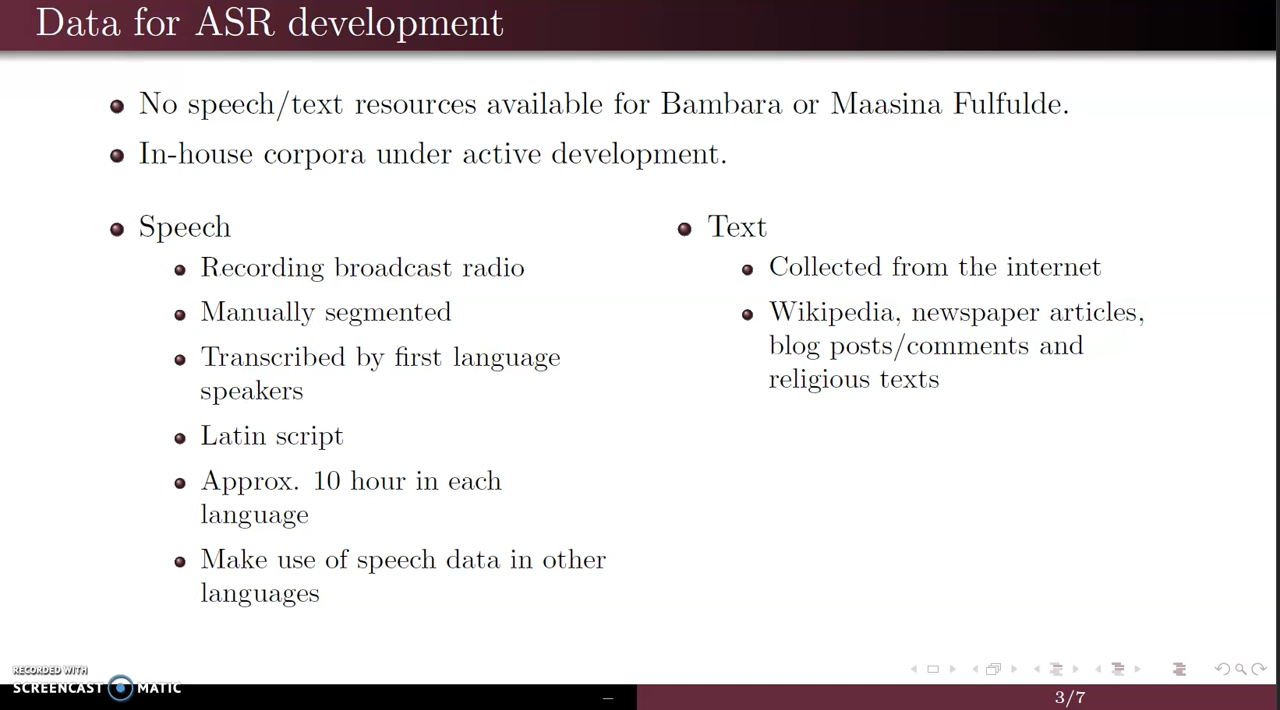 Data for ASR development
No speech/text resources available for Bambara or Maasina Fulfulde.
In-house corpora under active development.
Speech
Recording broadcast radio
Manually segmented
Transcribed by first language
speakers
Latin script
Approx. 10 hour in each
language
Make use of speech data in other
languages
Text
Collected from the internet
Wikipedia, newspaper articles,
blog posts/comments and
religious texts
RECORDED WITH
SCREENCAST MATIC
3/7